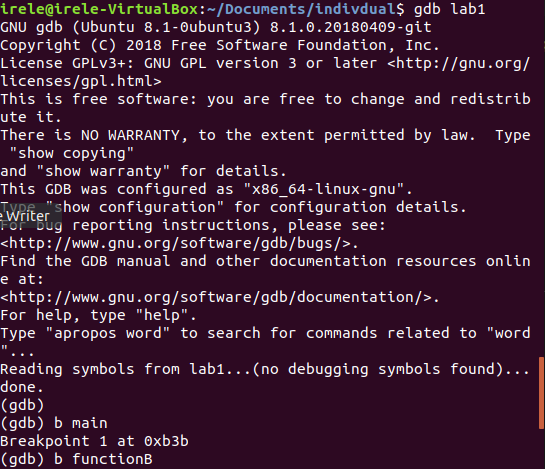 irele@irele-VirtualBox:~/Documents/indivdual$ gdb lab1
GNU gdb (Ubuntu 8.1-0ubuntu3) 8.1.0.20180409-git
Copyright (C) 2018 Free Software Foundation, Inc.
License GPLv3+: GNU GPL version 3 or later <http://gnu.org/
licenses/gpl.html>
This is free software: you are free to change and redistrib
ute it.
There is NO WARRANTY, to the extent permitted by law.  Type
 "show copying"
and "show warranty" for details.
This GDB was configured as "x86_64-linux-gnu".
e Writer
Type "show configuration" for configuration details.
For bug reporting instructions, please see:
<http://www.gnu.org/software/gdb/bugs/>.
Find the GDB manual and other documentation resources onlin
e at:
<http://www.gnu.org/software/gdb/documentation/>.
For help, type "help".
Type "apropos word" to search for commands related to "word
"...
Reading symbols from lab1...(no debugging symbols found)...
done.
(gdb)
(gdb) b main
Breakpoint 1 at 0xb3b
(gdb) b functionB